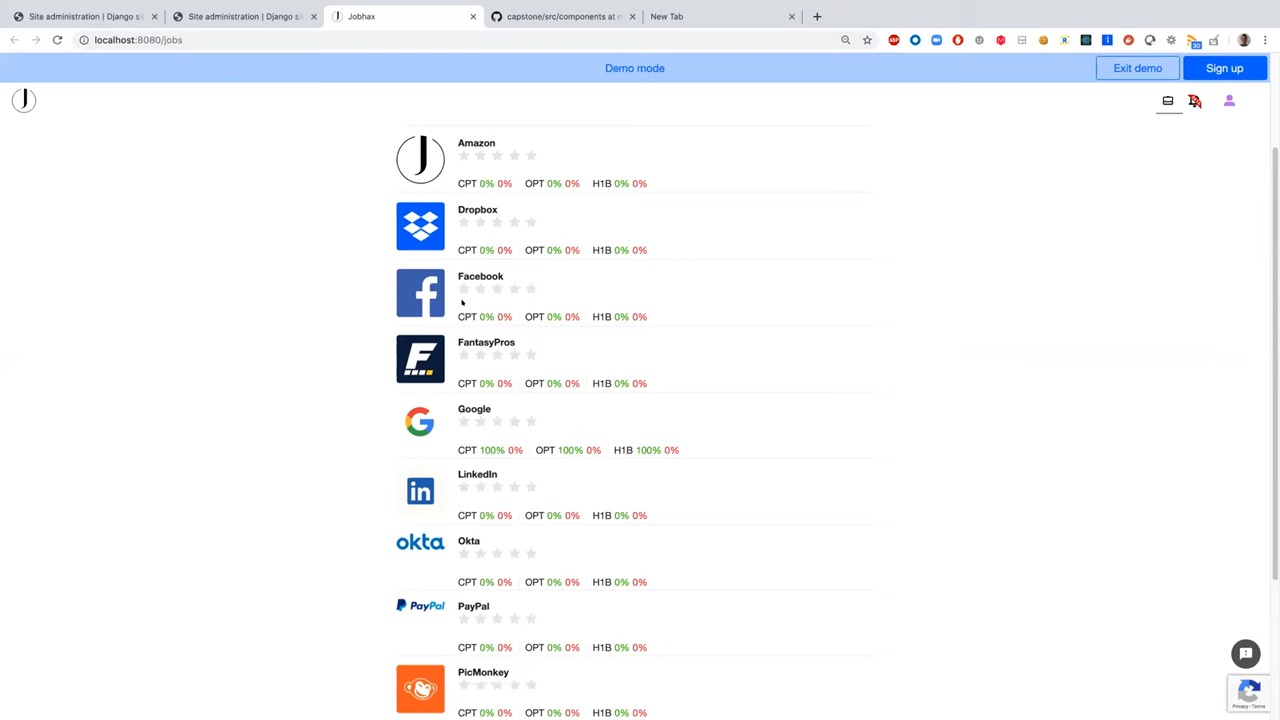 Site administration | Django si
Site administration | Django si
Jobhax
capstone/src/components at m
New Tab
localhost:8080/jobs
30
Demo mode
Exit demo
Sign up
J
J
Amazon
CPT 0% 0% OPT 0% 0% H1B 0% 0%
Dropbox
CPT 0% 0% OPT 0% 0% H1B 0% 0%
f
Facebook
CPT 0% 0% OPT 0% 0% H1B 0% 0%
F
FantasyPros
CPT 0% 0% OPT 0% 0% H1B 0% 0%
G
Google
CPT 100% 0% OPT 100% 0% H1B 100% 0%
in
LinkedIn
CPT 0% 0% OPT 0% 0% H1B 0% 0%
okta
Okta
CPT 0% 0% OPT 0% 0% H1B 0% 0%
PayPal
PayPal
CPT 0% 0% OPT 0% 0% H1B 0% 0%
PicMonkey
CPT 0% 0% OPT 0% 0% H1B 0% 0%
Privacy - Terms